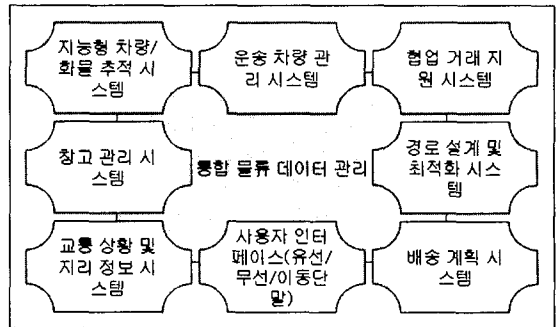 지능형 차량/
화물 추적 시
스템
운송 차량 관
리 시스템
협업 거래 지
원 시스템
창고 관리 시
스템
통합 물류 데이터 관리
경로 설계 및
최적화 시스
템
교통 상황 및
지리 정보 시
스템
사용자 인터
페이스(유선/
무선/이동단
말)
배송 계획 시
스템